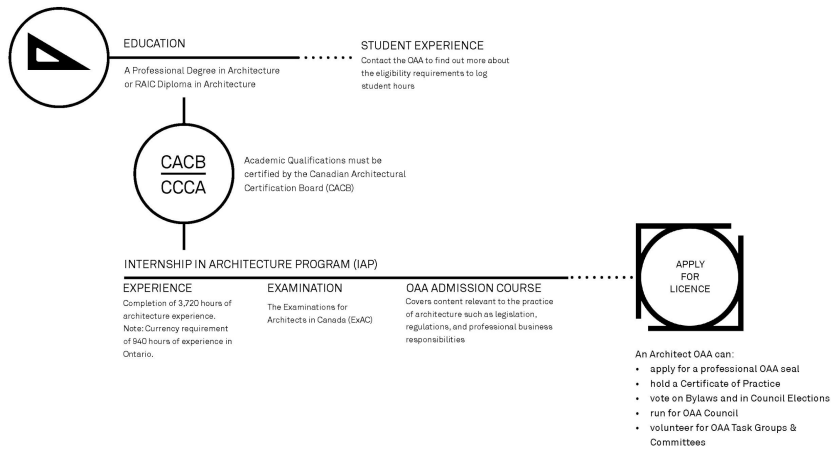 EDUCATION
A Professional Degree in Architecture
or RAIC Diploma in Architecture
STUDENT EXPERIENCE
Contact the OAA to find out more about
the eligibility requirements to log
student hours
CACB
CCCA
Academic Qualifications must be
certified by the Canadian Architectural
Certification Board (CACB)
INTERNSHIP IN ARCHITECTURE PROGRAM (IAP)
EXPERIENCE
Completion of 3,720 hours of
architecture experience.
Note: Currency requirement
of 940 hours of experience in
Ontario.
EXAMINATION
The Examinations for
Architects in Canada (ExAC)
OAA ADMISSION COURSE
Covers content relevant to the practice
of architecture such as legislation,
regulations, and professional business
responsibilities
APPLY
FOR
LICENCE
An Architect OAA can:
• apply for a professional OAA seal
• hold a Certificate of Practice
• vote on Bylaws and in Council Elections
• run for OAA Council
• volunteer for OAA Task Groups &
Committees